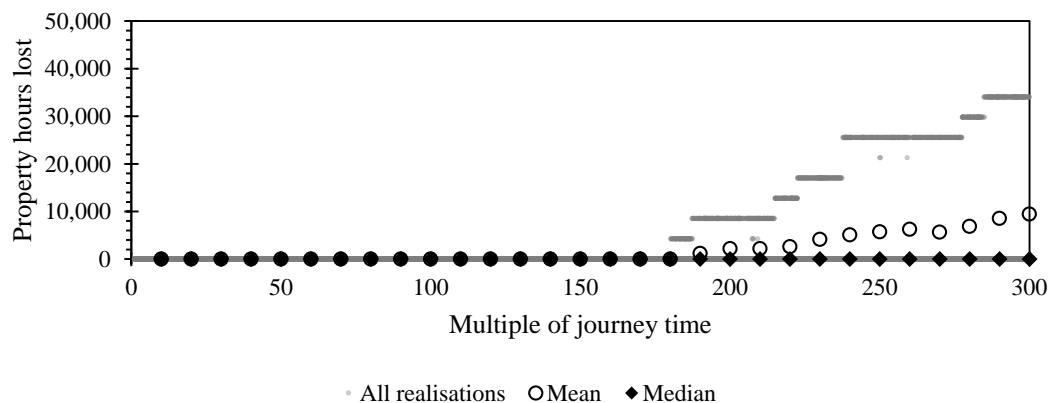 50,000
40,000
30,000
20,000
10,000
0
Property hours lost
0 50 100 150 200 250 300
Multiple of journey time
All realisations Mean Median